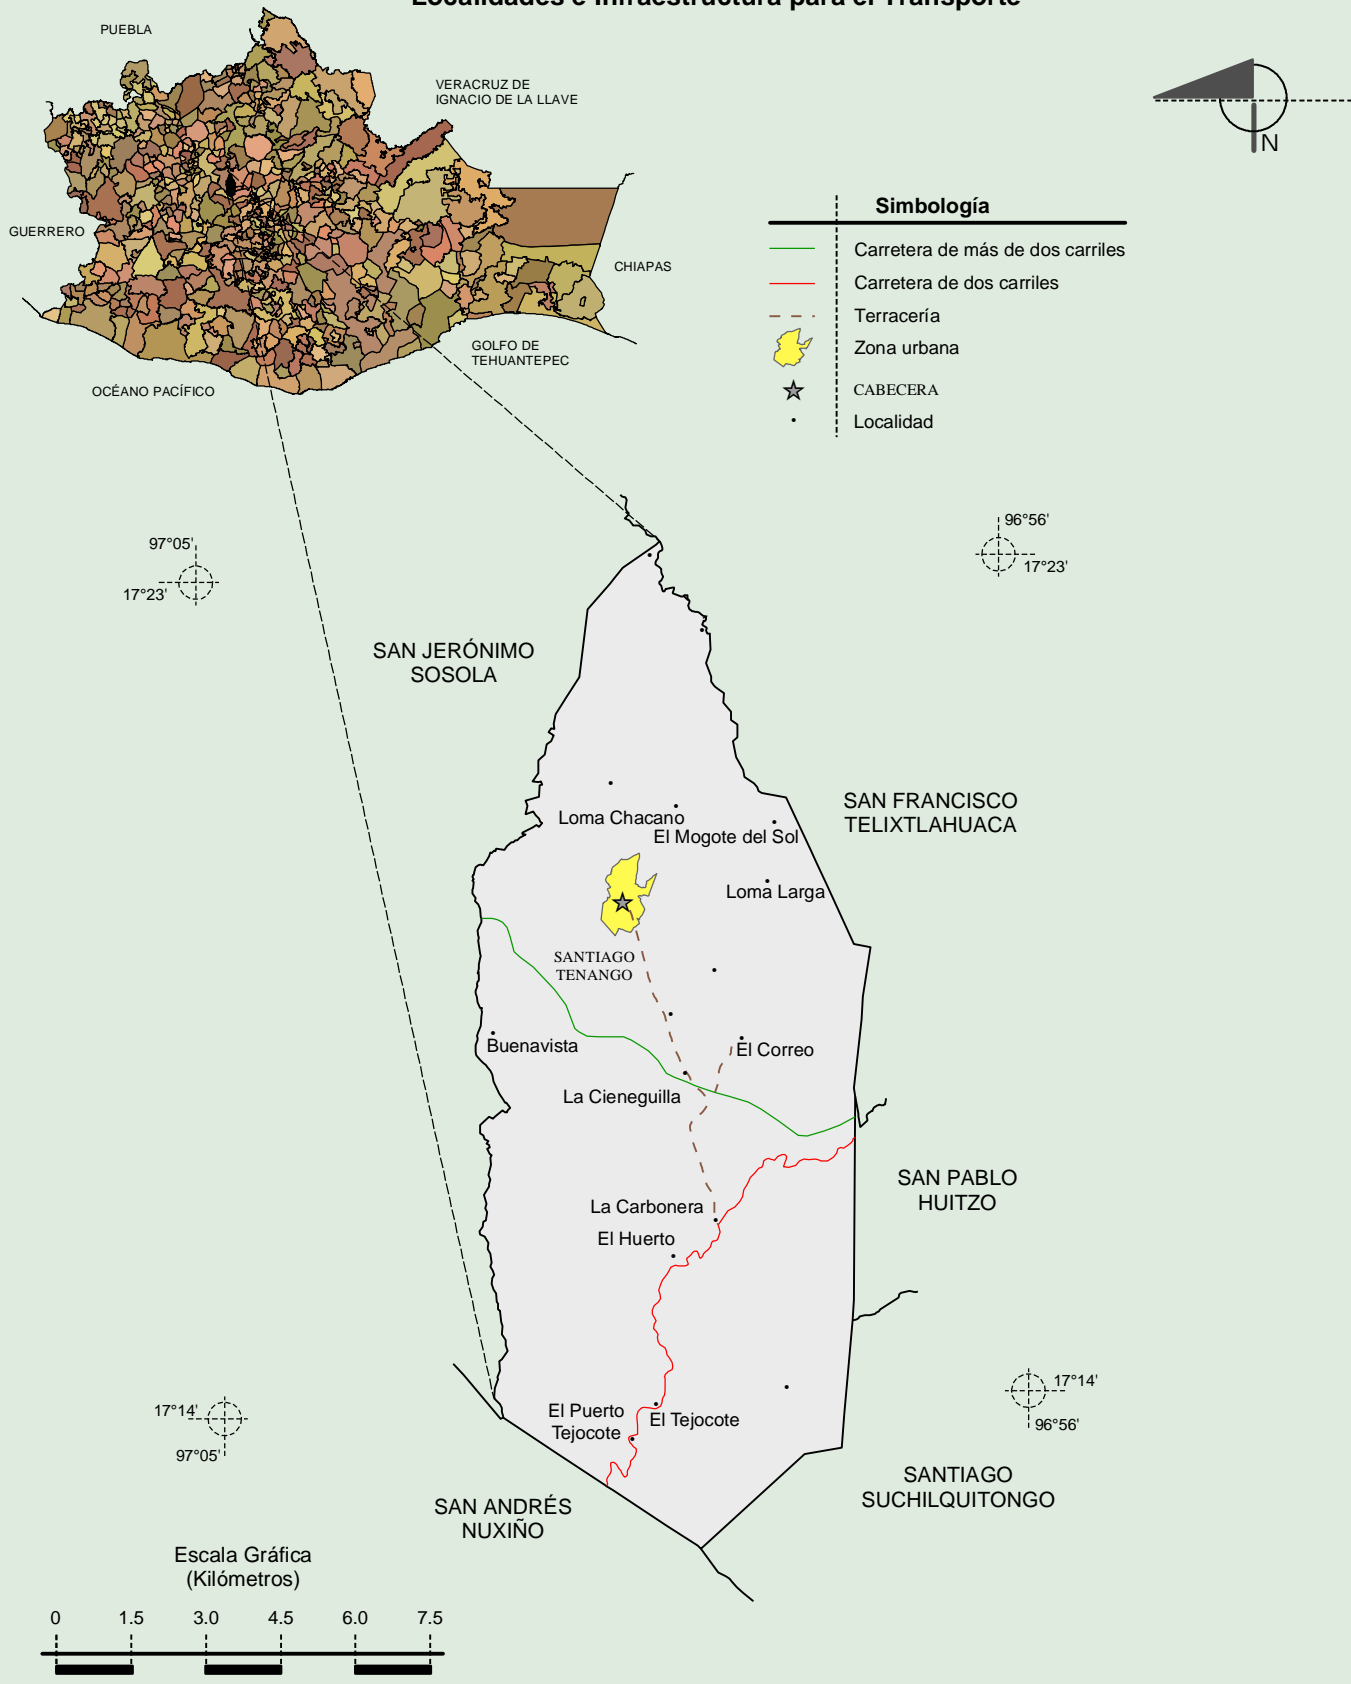 Localidades e Infraestructura para el Transporte
PUEBLA
VERACRUZ DE
IGNACIO DE LA LLAVE
GUERRERO
CHIAPAS
GOLFO DE
TEHUANTEPEC
OCÉANO PACÍFICO
N
Simbología
Carretera de más de dos carriles
Carretera de dos carriles
Terracería
Zona urbana
CABECERA
Localidad
97°05'
17°23'
96°56'
17°23'
SAN JERÓNIMO
SOSOLA
SAN FRANCISCO
TELIXTLAHUACA
Loma Chacano
El Mogote del Sol
Loma Larga
SANTIAGO
TENANGO
Buenavista
El Correo
La Cieneguilla
SAN PABLO
HUITZO
La Carbonera
El Huerto
17°14'
97°05'
El Puerto
Tejocote
El Tejocote
17°14'
96°56'
SAN ANDRÉS
NUXIÑO
SANTIAGO
SUCHILQUITONGO
Escala Gráfica
(Kilómetros)
0 1.5 3.0 4.5 6.0 7.5